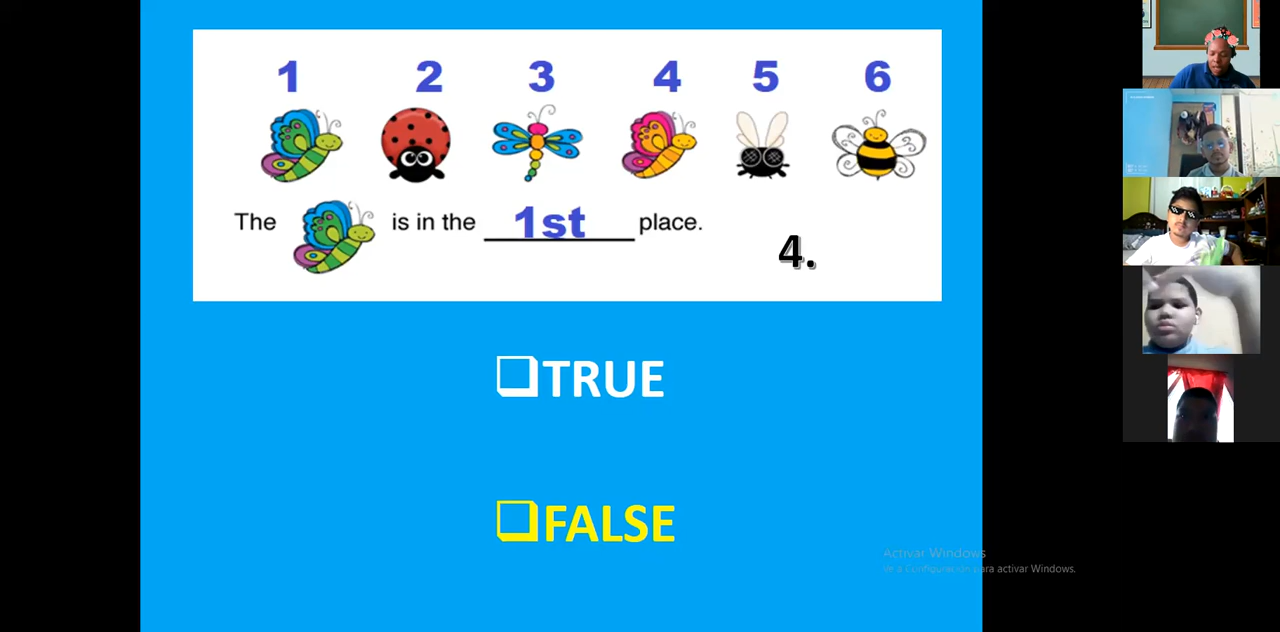 1 2 3 4 5 6
The is in the 1st place.
4.
TRUE
FALSE
Activar Windows
Ve a Configuración para activar Windows.